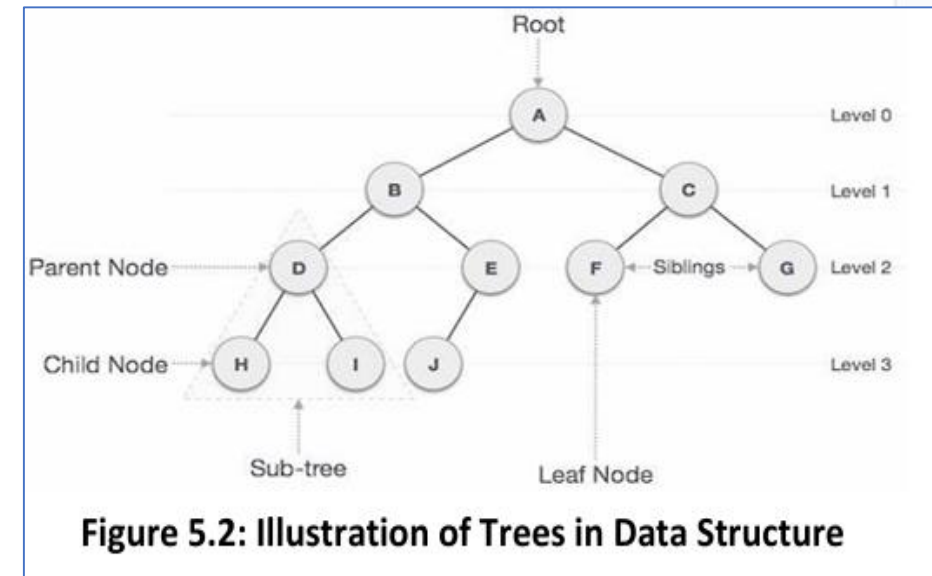 Root
A
Level 0
B
C
Level 1
Parent Node
D
E
F
Siblings
G
Level 2
Child Node
H
I
J
Level 3
Sub-tree
Leaf Node
Figure 5.2: Illustration of Trees in Data Structure